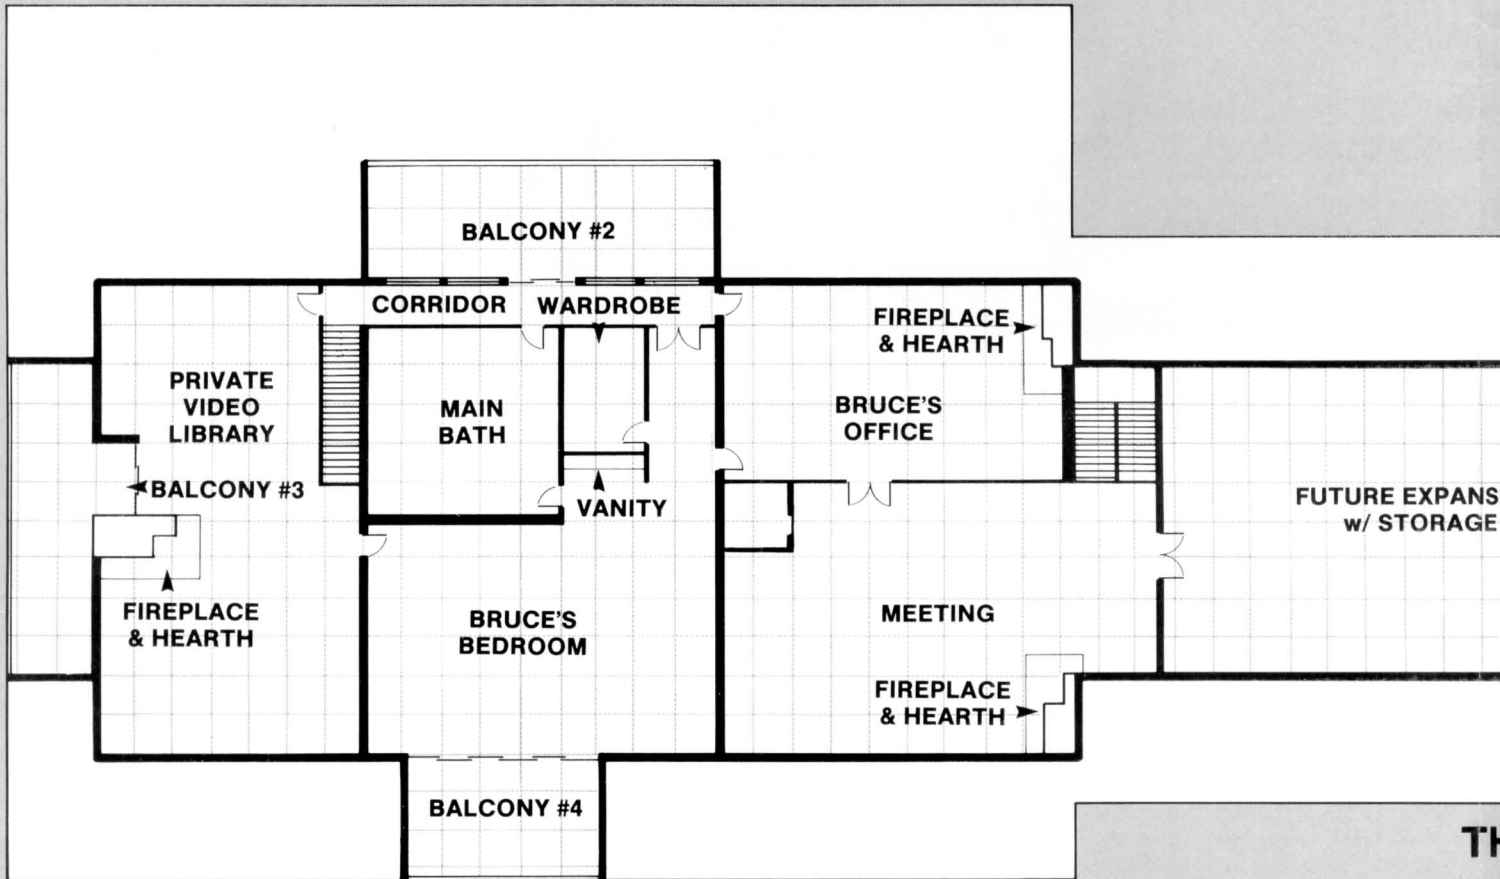 BALCONY #2
CORRIDOR
WARDROBE
FIREPLACE
& HEARTH
PRIVATE
VIDEO
LIBRARY
MAIN
BATH
BRUCE'S
OFFICE
BALCONY #3
VANITY
FUTURE EXPANS
w/ STORAGE
FIREPLACE
& HEARTH
BRUCE'S
BEDROOM
MEETING
FIREPLACE
& HEARTH
BALCONY #4
TH